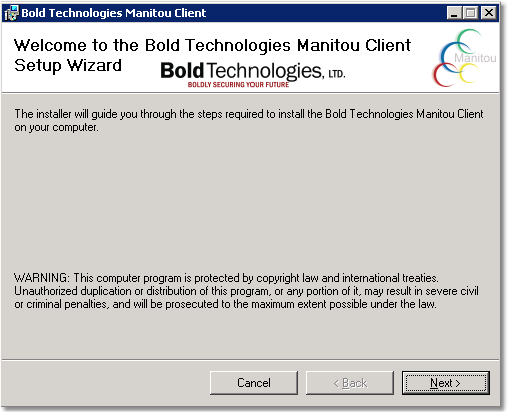 Bold Technologies Manitou Client
Welcome to the Bold Technologies Manitou Client
Setup Wizard
Bold Technologies, LTD.
BOLDLY SECURING YOUR FUTURE
Manitou
The installer will guide you through the steps required to install the Bold Technologies Manitou Client
on your computer.
WARNING: This computer program is protected by copyright law and international treaties.
Unauthorized duplication or distribution of this program, or any portion of it, may result in severe civil
or criminal penalties, and will be prosecuted to the maximum extent possible under the law.
Cancel
< Back
Next >